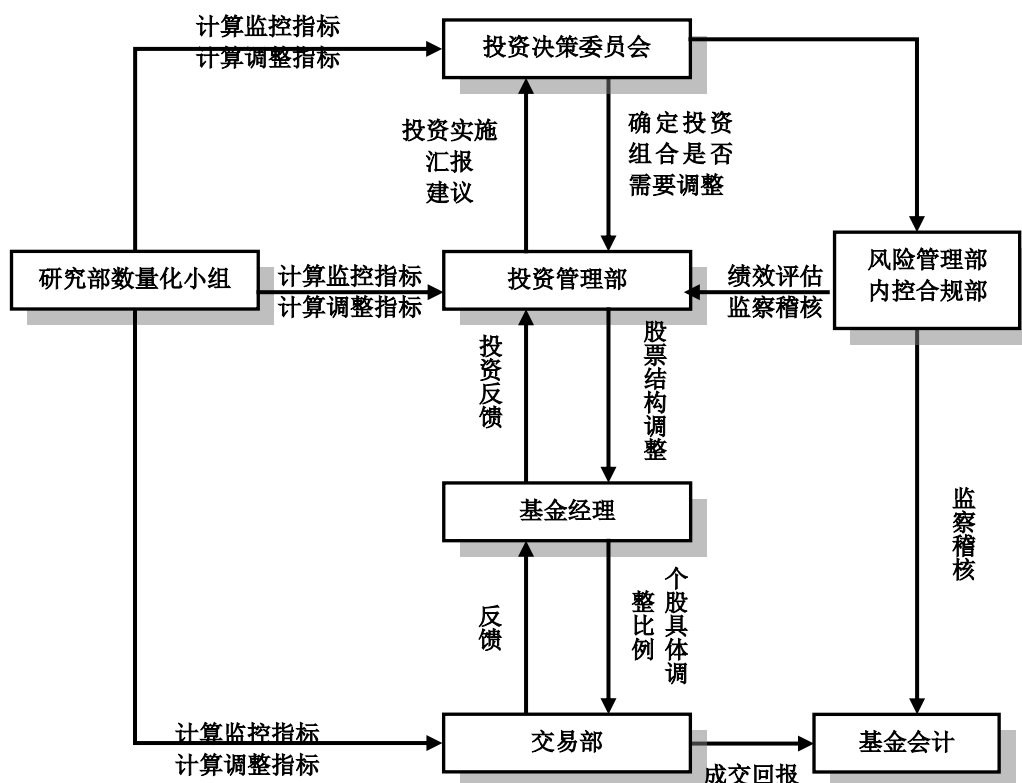 计算监控指标
计算调整指标
投资决策委员会
投资实施
汇报
建议
确定投资
组合是否
需要调整
研究部数量化小组
计算监控指标
计算调整指标
投资管理部
绩效评估
监察稽核
风险管理部
内控合规部
投资反馈
股票结构调整
基金经理
监察稽核
反馈
个股具体调
整比例
计算监控指标
计算调整指标
交易部
成交回报
基金会计